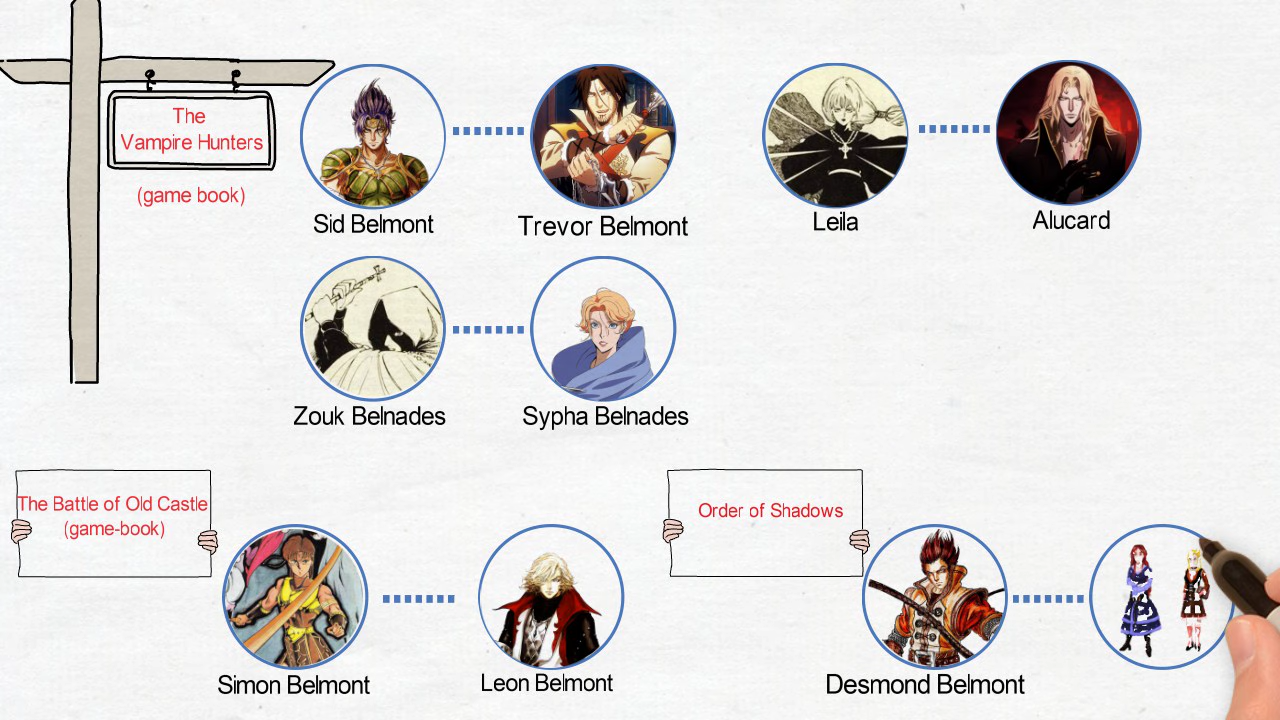 The
Vampire Hunters
(game book)
Sid Belmont
Trevor Belmont
Leila
Alucard
Zouk Belnades
Sypha Belnades
The Battle of Old Castle
(game-book)
Order of Shadows
Simon Belmont
Leon Belmont
Desmond Belmont